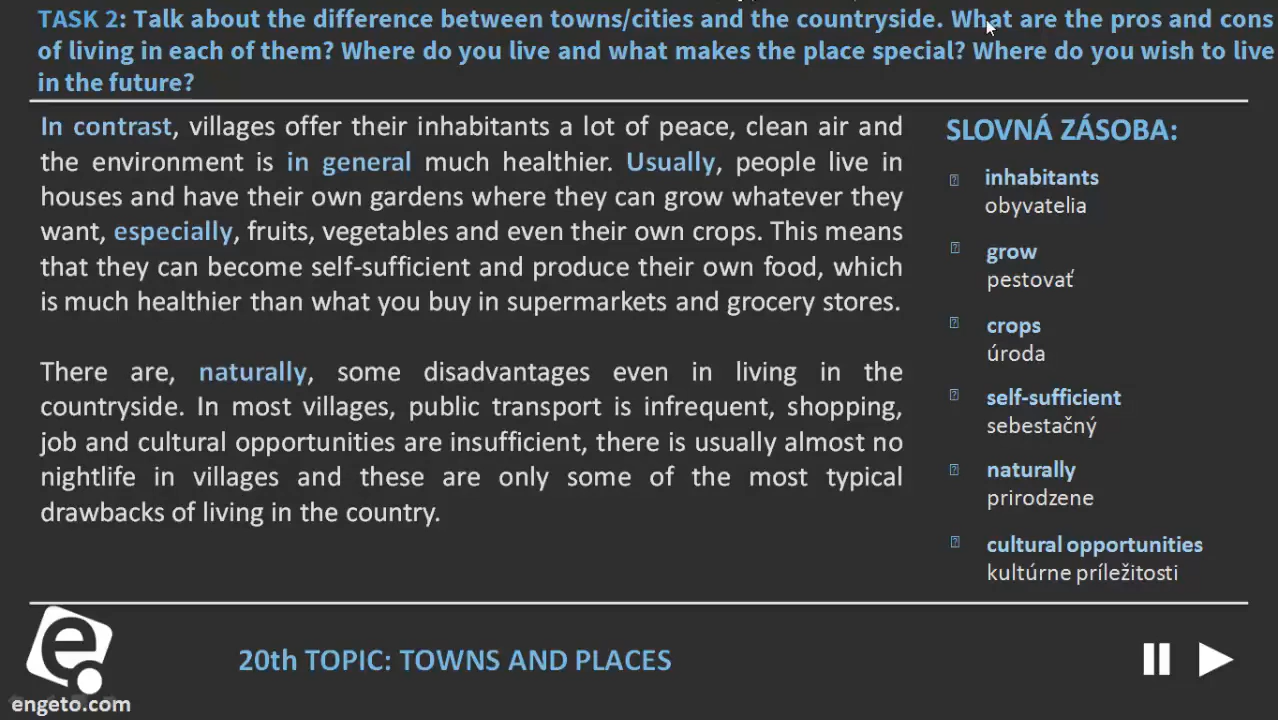 TASK 2: Talk about the difference between towns/cities and the countryside. What are the pros and cons
of living in each of them? Where do you live and what makes the place special? Where do you wish to live
in the future?
In contrast, villages offer their inhabitants a lot of peace, clean air and
the environment is in general much healthier. Usually, people live in
houses and have their own gardens where they can grow whatever they
want, especially, fruits, vegetables and even their own crops. This means
that they can become self-sufficient and produce their own food, which
is much healthier than what you buy in supermarkets and grocery stores.
There are, naturally, some disadvantages even in living in the
countryside. In most villages, public transport is infrequent, shopping,
job and cultural opportunities are insufficient, there is usually almost no
nightlife in villages and these are only some of the most typical
drawbacks of living in the country.
SLOVNÁ ZÁSOBA:
inhabitants
obyvatelia
grow
pestovať
crops
úroda
self-sufficient
sebestačný
naturally
prirodzene
cultural opportunities
kultúrne príležitosti
e
engeto.com
20th TOPIC: TOWNS AND PLACES